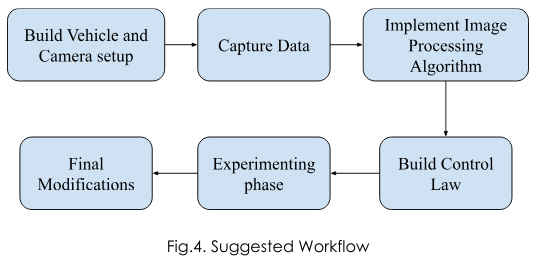 Build Vehicle and
Camera setup
Capture Data
Implement Image
Processing
Algorithm
Build Control
Law
Experimenting
phase
Final
Modifications
Fig.4. Suggested Workflow